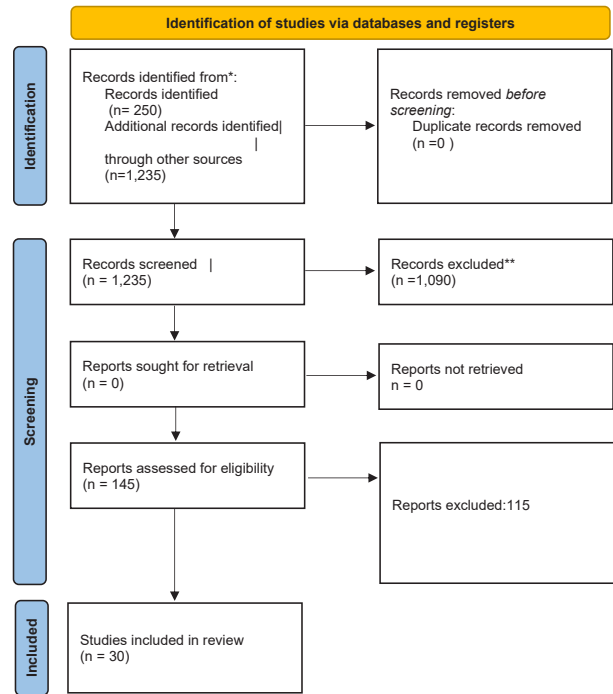 Identification of studies via databases and registers
Identification
Records identified from*:
Records identified
(n= 250)
Additional records identified|
|
through other sources
(n=1,235)
Records removed before
screening:
Duplicate records removed
(n =0 )
Screening
Records screened |
(n = 1,235)
Records excluded**
(n =1,090)
Reports sought for retrieval
(n = 0)
Reports not retrieved
n = 0
Reports assessed for eligibility
(n = 145)
Reports excluded:115
Included
Studies included in review
(n = 30)